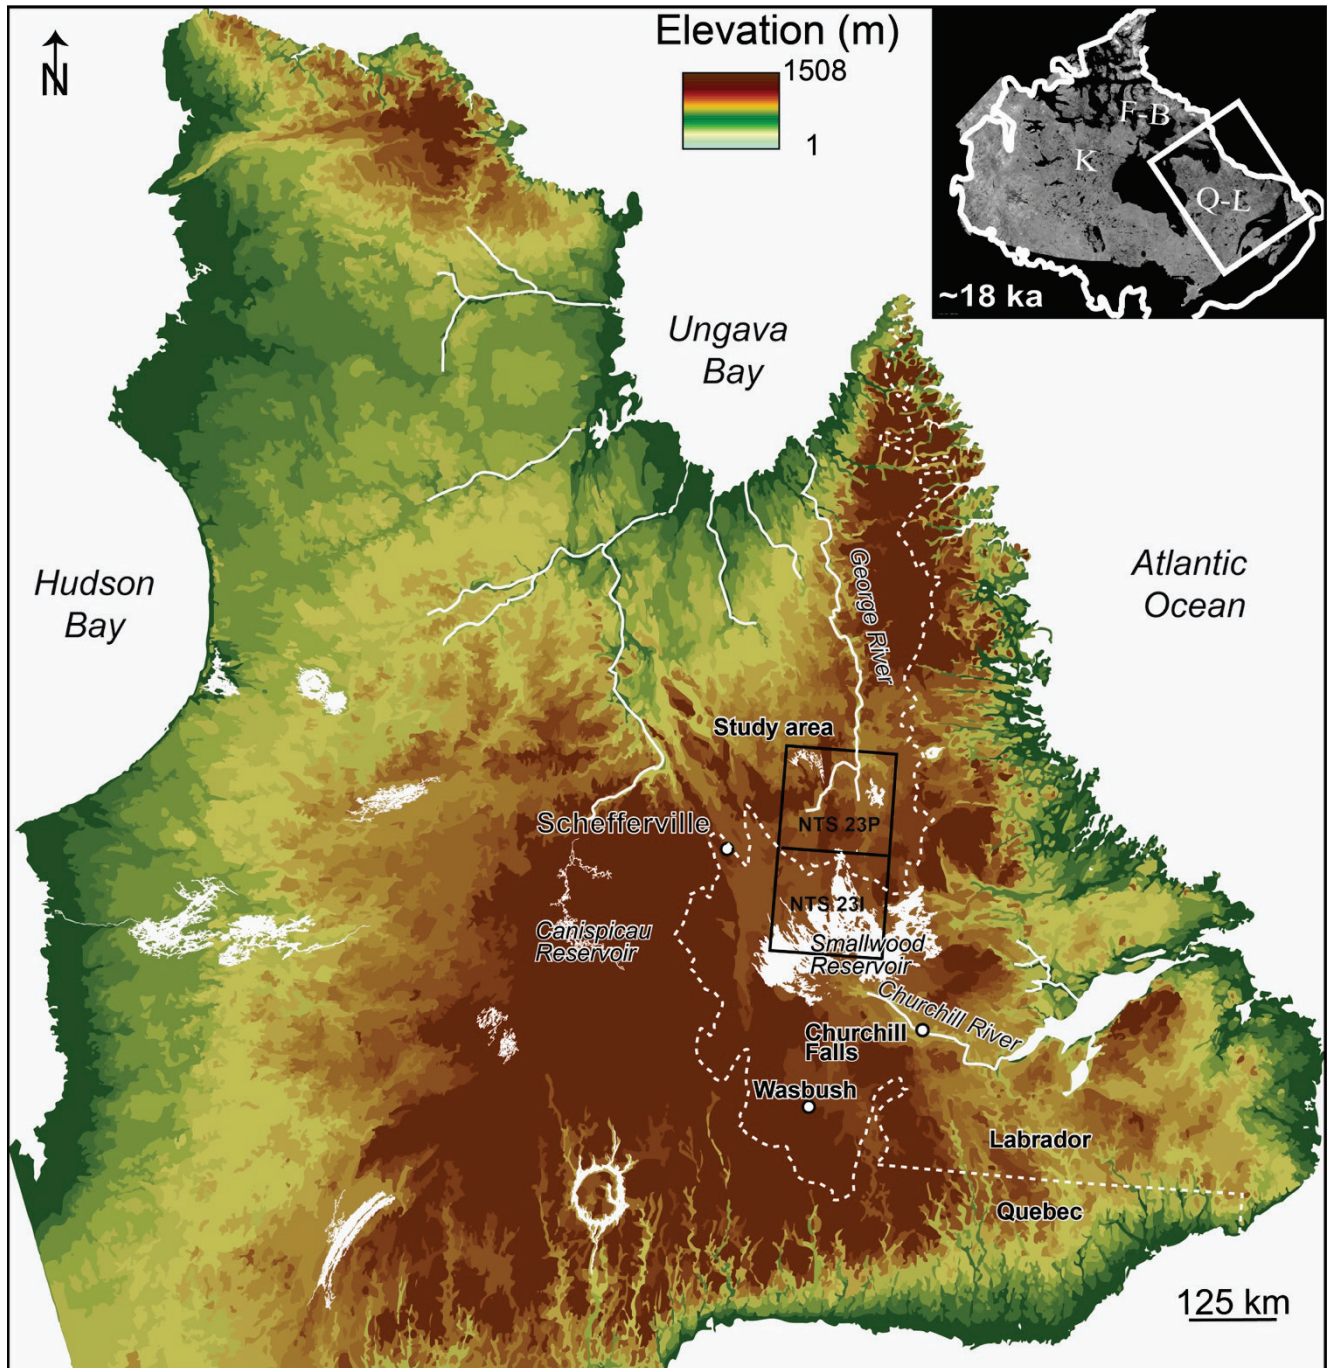 N
Elevation (m)
1508
1
F-B
K
Q-L
~18 ka
Ungava
Bay
Hudson
Bay
Atlantic
Ocean
George River
Study area
Schefferville
NTS 23P
NTS 23I
Canispicau
Reservoir
Smallwood
Reservoir
Churchill River
Churchill
Falls
Wasbush
Labrador
Quebec
125 km